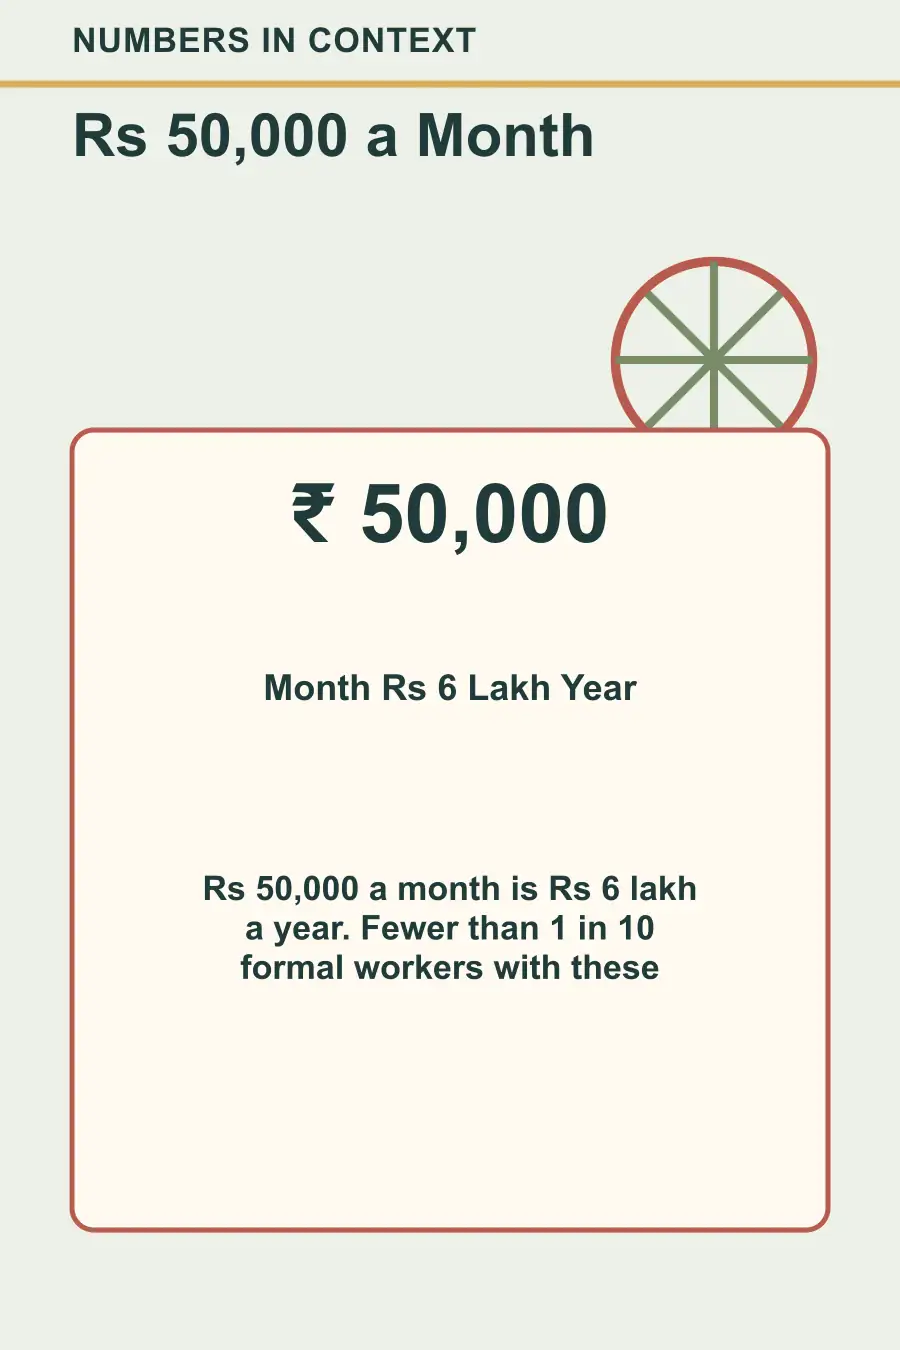 NUMBERS IN CONTEXT
Rs 50,000 a Month
₹ 50,000
Month Rs 6 Lakh Year
Rs 50,000 a month is Rs 6 lakh
a year. Fewer than 1 in 10
formal workers with these